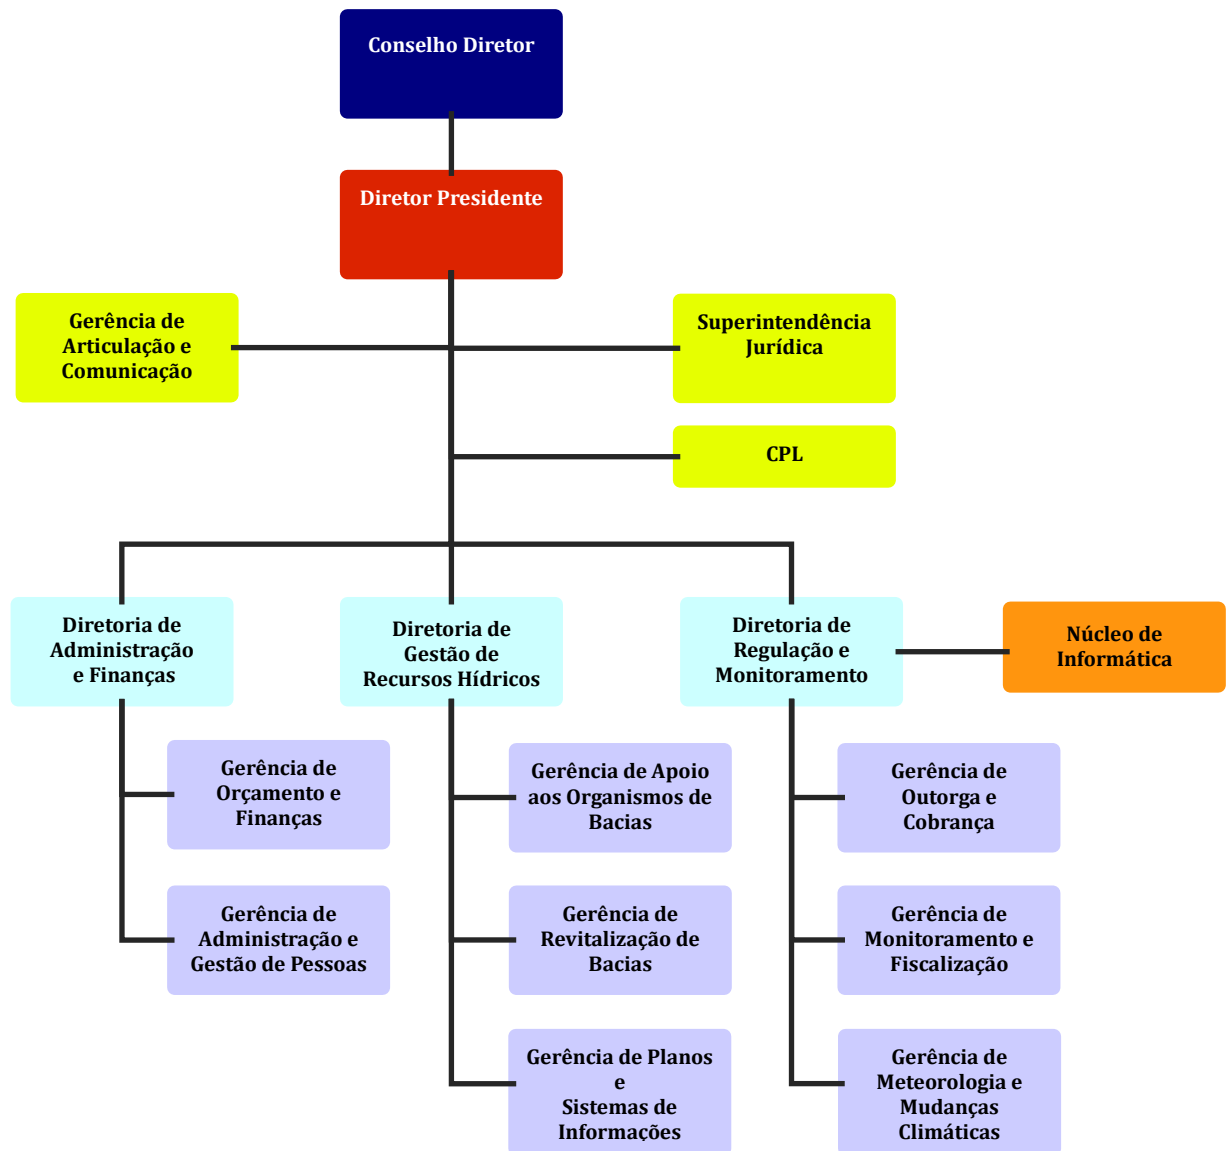 Conselho Diretor
Diretor Presidente
Gerência de
Articulação e
Comunicação
Superintendência
Jurídica
CPL
Diretoria de
Administração
e Finanças
Diretoria de
Gestão de
Recursos Hídricos
Diretoria de
Regulação e
Monitoramento
Núcleo de
Informática
Gerência de
Orçamento e
Finanças
Gerência de Apoio
aos Organismos de
Bacias
Gerência de
Outorga e
Cobrança
Gerência de
Administração e
Gestão de Pessoas
Gerência de
Revitalização de
Bacias
Gerência de
Monitoramento e
Fiscalização
Gerência de Planos
e
Sistemas de
Informações
Gerência de
Meteorologia e
Mudanças
Climáticas